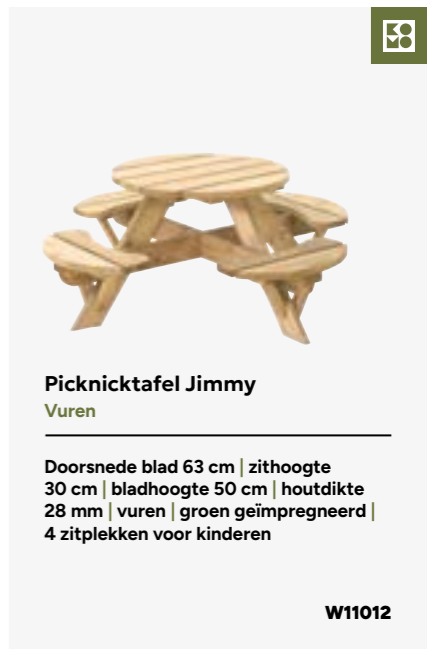 KOMO
Picknicktafel Jimmy
Vuren
Doorsnede blad 63 cm | zithoogte
30 cm | bladhoogte 50 cm | houtdikte
28 mm | vuren | groen geïmpregneerd |
4 zitplekken voor kinderen
W11012